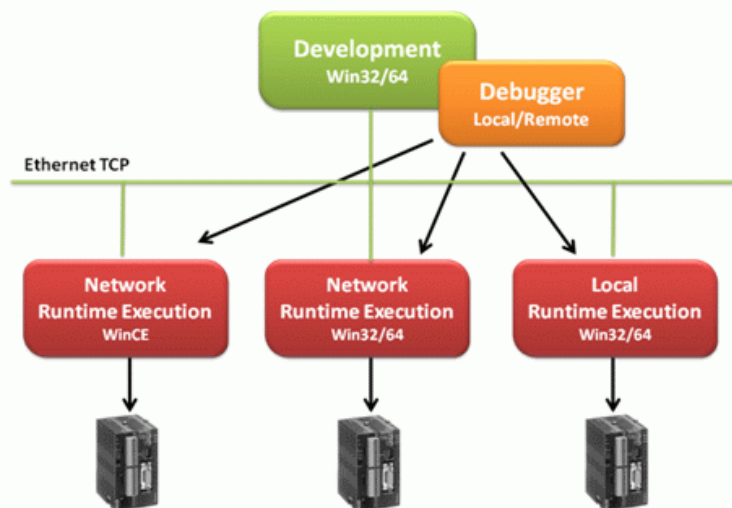 Development
Win32/64
Debugger
Local/Remote
Ethernet TCP
Network
Runtime Execution
WinCE
Network
Runtime Execution
Win32/64
Local
Runtime Execution
Win32/64